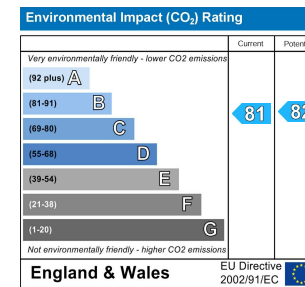 Environmental Impact (CO2) Rating
Current Potent
Very environmentally friendly - lower CO2 emissions
(92 plus) A
(81-91) B
81 82
(69-80) C
(55-68) D
(39-54) E
(21-38) F
(1-20) G
Not environmentally friendly - higher CO2 emissions
England & Wales
EU Directive
2002/91/EC